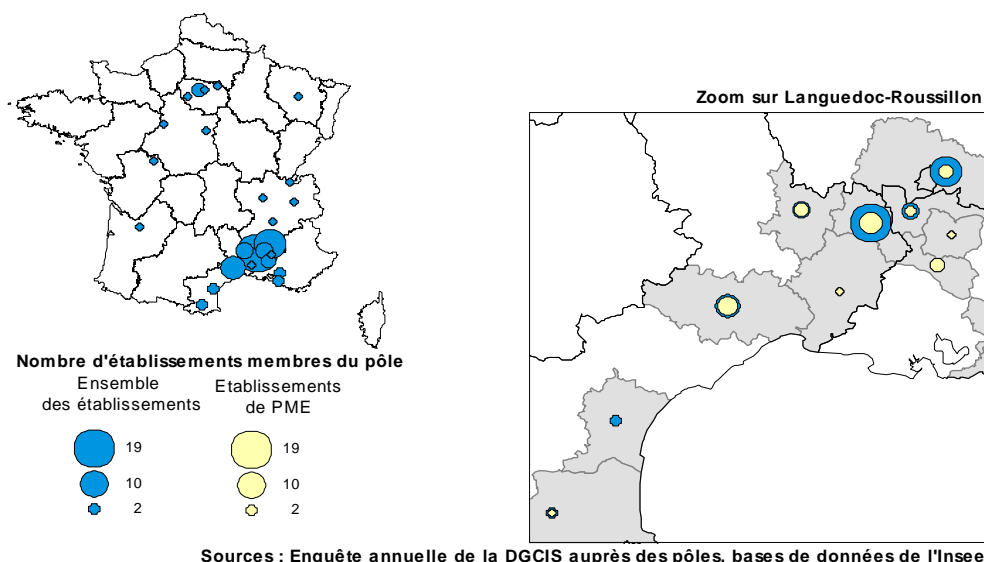 Zoom sur Languedoc-Roussillon
Nombre d'établissements membres du pôle
Ensemble
des établissements
Etablissements
de PME
19
19
10
10
2
2
Sources : Enquête annuelle de la DGCIS auprès des pôles, bases de données de l'Insee